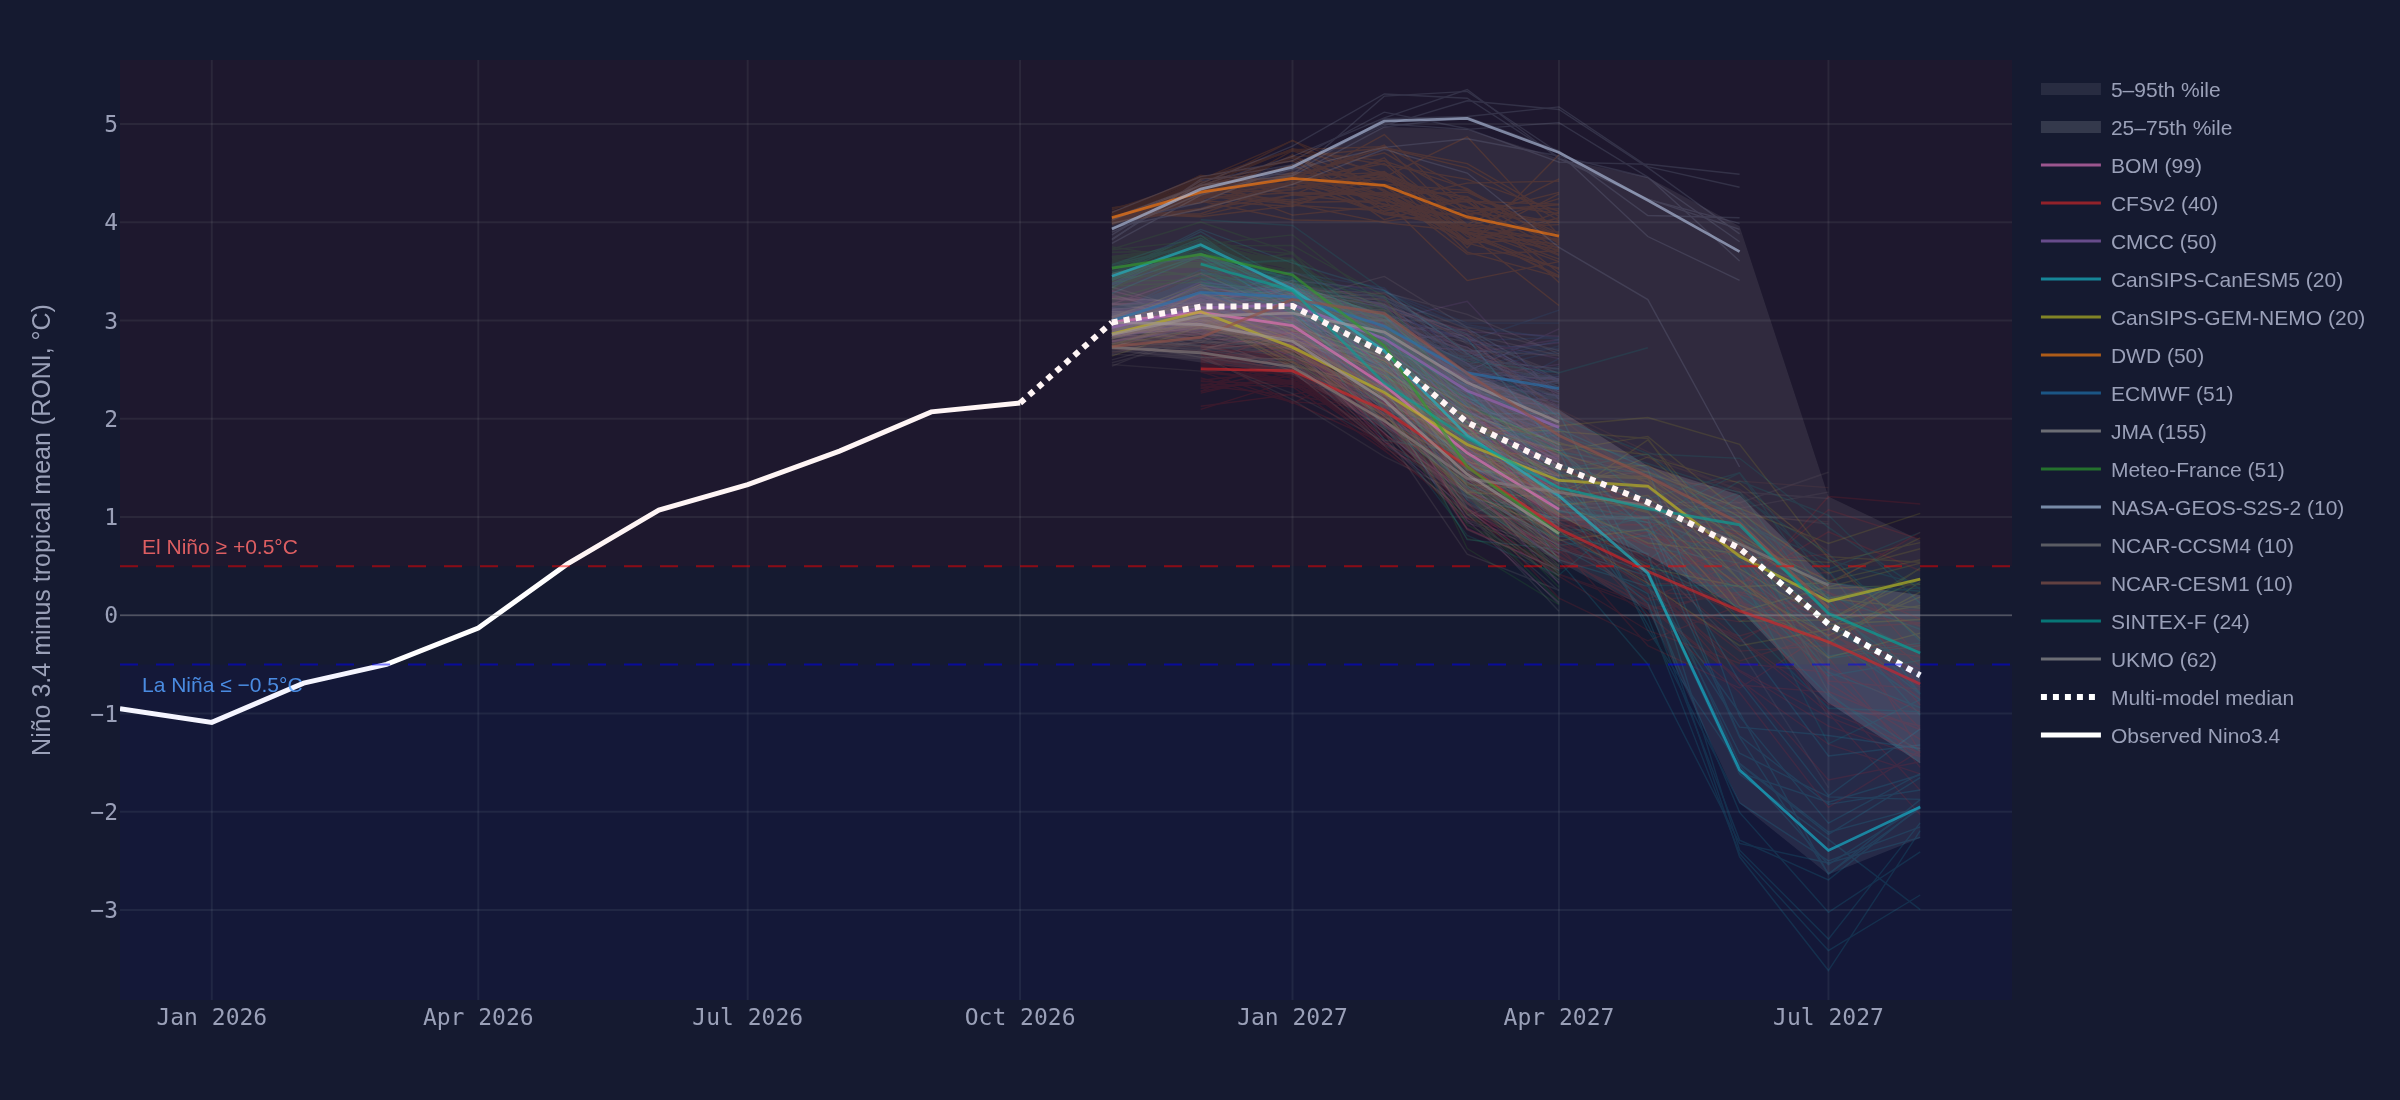 Niño 3.4 minus tropical mean (RONI, °C)
5
4
3
2
1
0
−1
−2
−3
El Niño ≥ +0.5°C
La Niña ≤ −0.5°C
Jan 2026
Apr 2026
Jul 2026
Oct 2026
Jan 2027
Apr 2027
Jul 2027
5–95th %ile
25–75th %ile
BOM (99)
CFSv2 (40)
CMCC (50)
CanSIPS-CanESM5 (20)
CanSIPS-GEM-NEMO (20)
DWD (50)
ECMWF (51)
JMA (155)
Meteo-France (51)
NASA-GEOS-S2S-2 (10)
NCAR-CCSM4 (10)
NCAR-CESM1 (10)
SINTEX-F (24)
UKMO (62)
Multi-model median
Observed Nino3.4